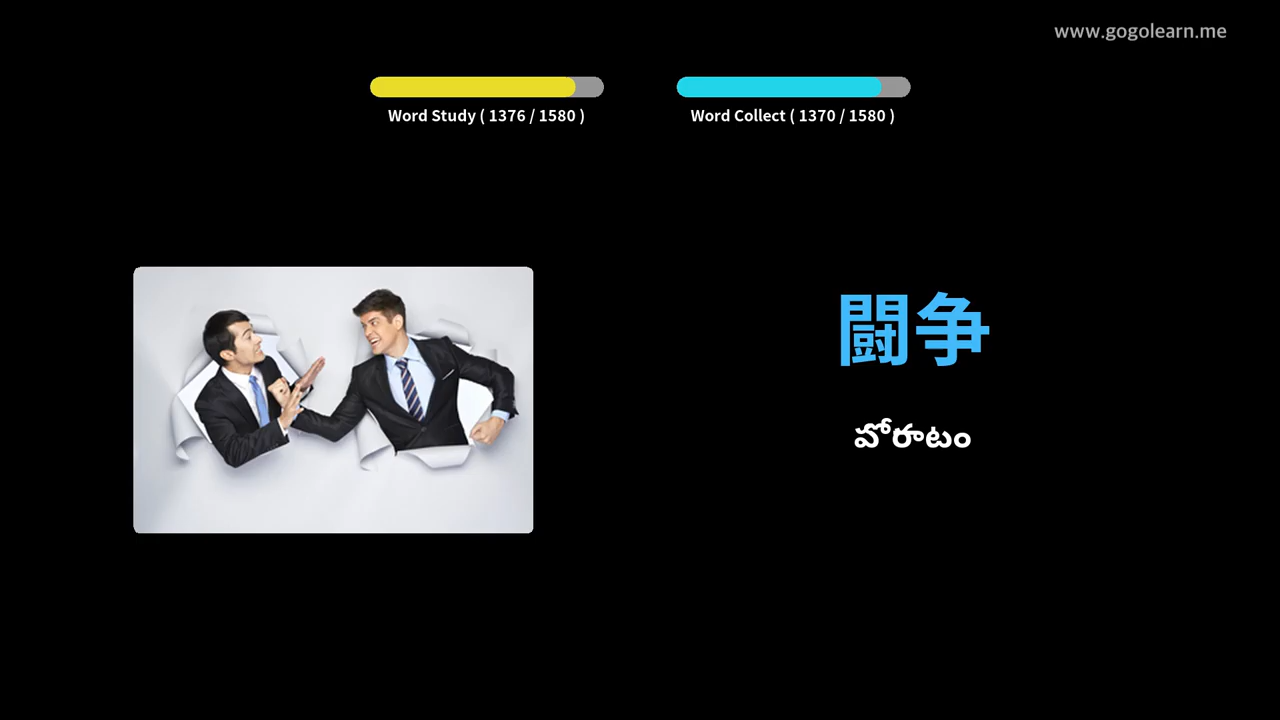 www.gogolearn.me
Word Study ( 1376 / 1580 )
Word Collect ( 1370 / 1580 )
闘争
పోరాటం